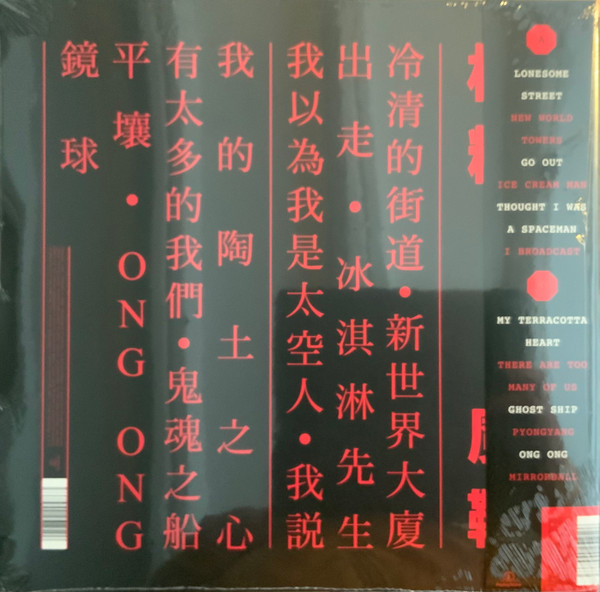 冷清的街道•新世界大廈
出走•冰淇淋先生
我以為我是太空人•我説
我的陶土之心
有太多的我們•鬼魂之船
平壤•ONG ONG
鏡球
LONESOME
STREET
NEW WORLD
TOWERS
GO OUT
ICE CREAM MAN
THOUGHT I WAS
A SPACEMAN
I BROADCAST
MY TERRACOTTA
HEART
THERE ARE TOO
MANY OF US
GHOST SHIP
PYONGYANG
ONG ONG
MIRRORBALL